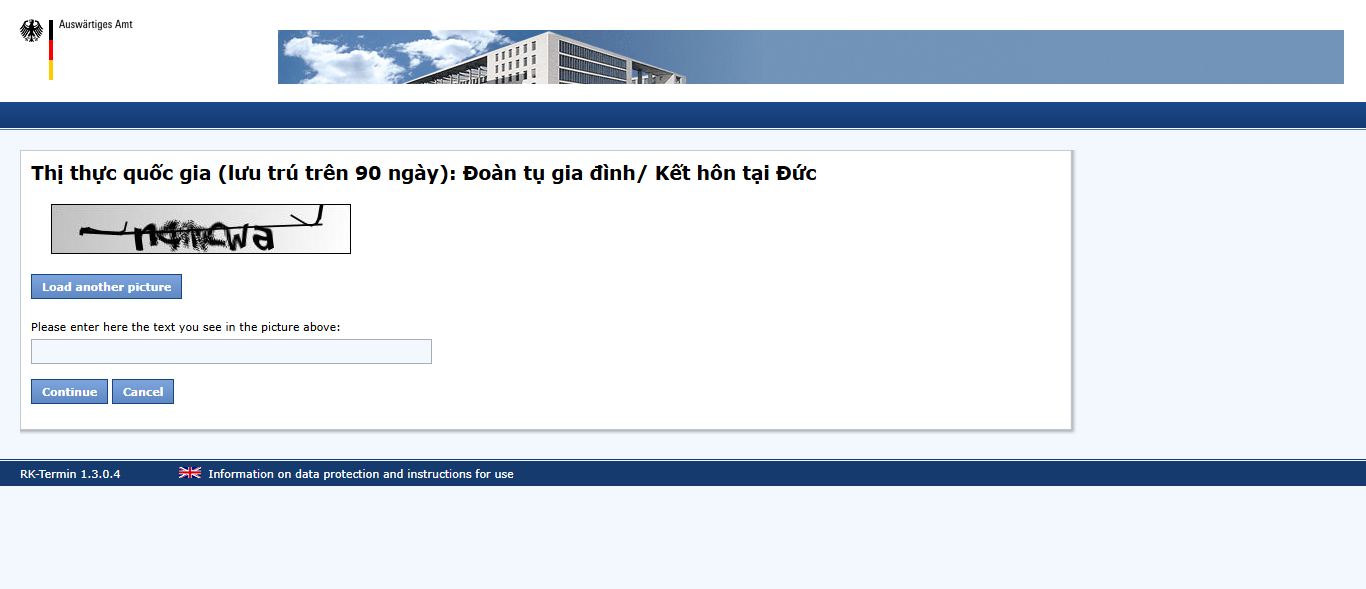 Auswärtiges Amt
Thị thực quốc gia (lưu trú trên 90 ngày): Đoàn tụ gia đình/ Kết hôn tại Đức
Load another picture
Please enter here the text you see in the picture above:
Continue Cancel
RK-Termin 1.3.0.4 Information on data protection and instructions for use